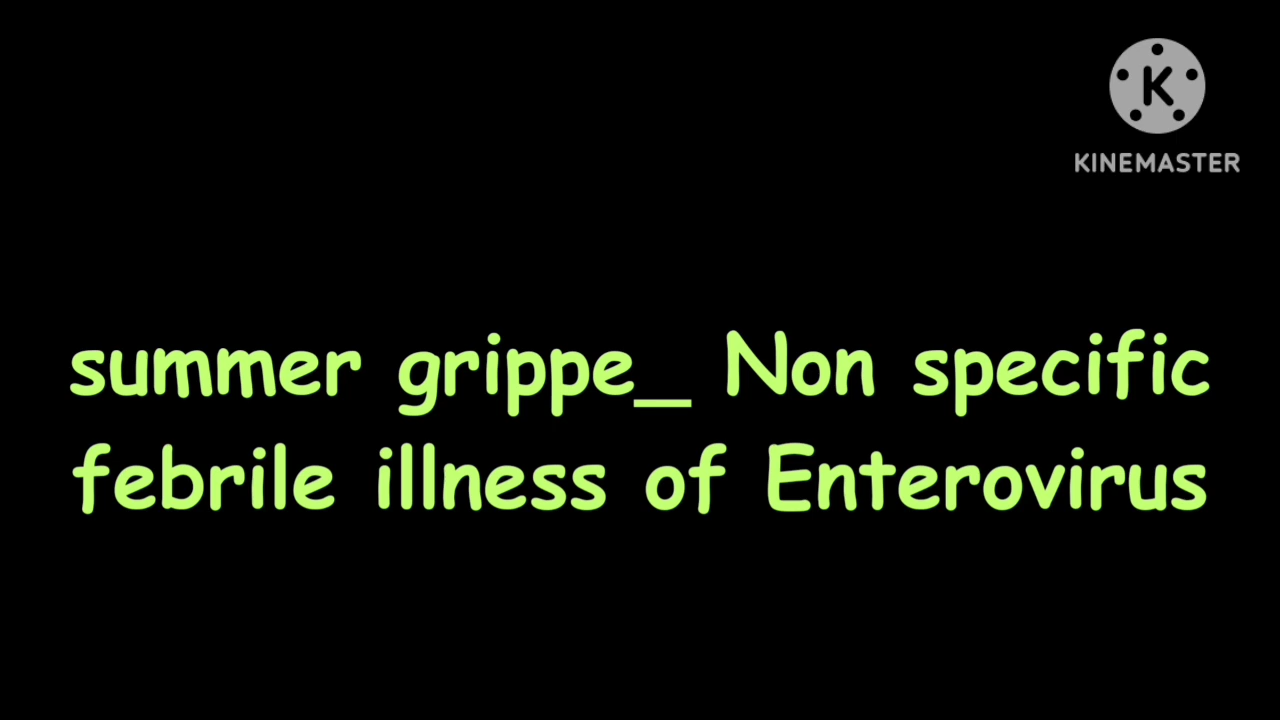 K
KINEMASTER
summer grippe_ Non specific
febrile illness of Enterovirus